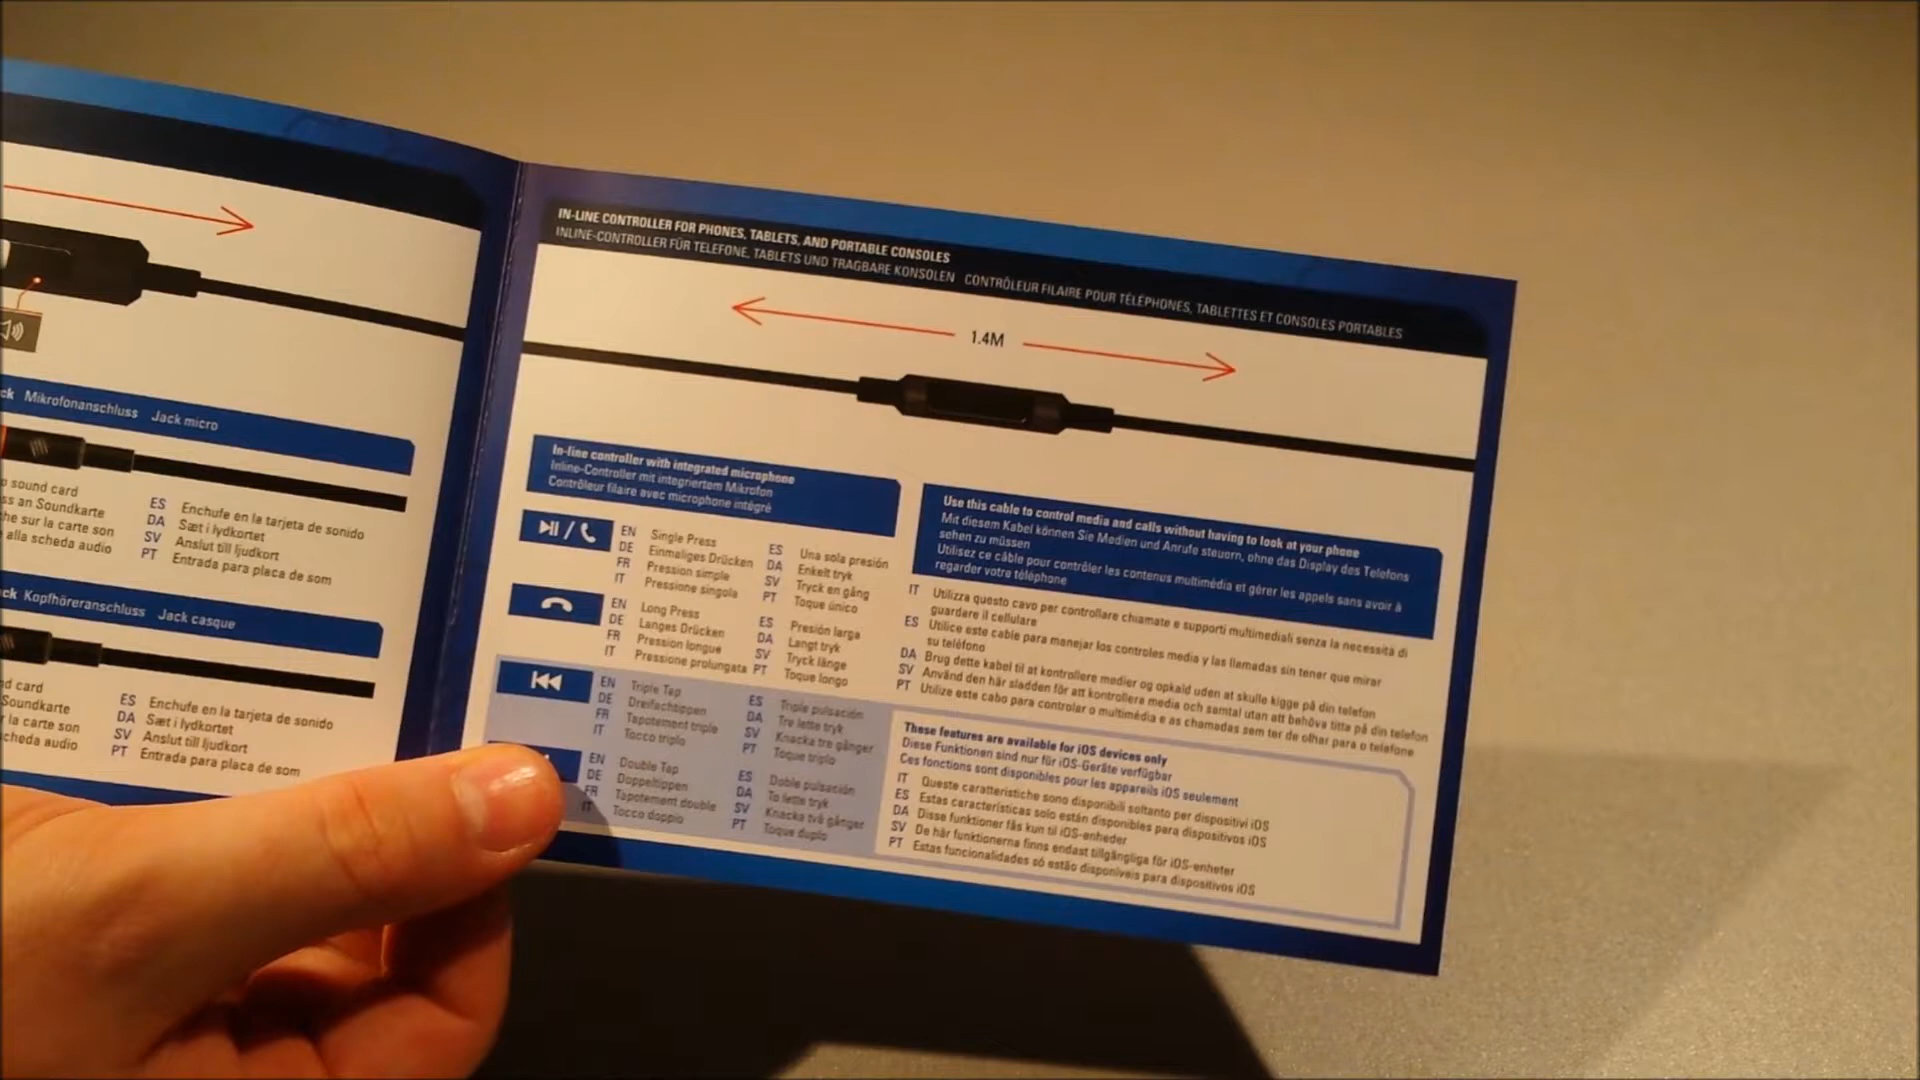 Mikrofonanschluss Jack micro
sound card
an Soundkarte
sur la carte son
alla scheda audio
ES Enchufe en la tarjeta de sonido
DA Sæt i lydkortet
SV Anslut till ljudkort
PT Entrada para placa de som
Kopfhöreranschluss Jack casque
card
Soundkarte
la carte son
scheda audio
ES Enchufe en la tarjeta de sonido
DA Sæt i lydkortet
SV Anslut till ljudkort
PT Entrada para placa de som
IN-LINE CONTROLLER FOR PHONES, TABLETS, AND PORTABLE CONSOLES
INLINE-CONTROLLER FÜR TELEFONE, TABLETS UND TRAGBARE KONSOLEN CONTRÔLEUR FILAIRE POUR TÉLÉPHONES, TABLETTES ET CONSOLES PORTABLES
1.4M
In-line controller with integrated microphone
Inline-Controller mit integriertem Mikrofon
Contrôleur filaire avec microphone intégré
EN Single Press
DE Einmaliges Drücken
FR Pression simple
IT Pressione singola
ES Una sola presión
DA Enkelt tryk
SV Tryck en gång
PT Toque único
EN Long Press
DE Langes Drücken
FR Pression longue
IT Pressione prolungata
ES Presión larga
DA Langt tryk
SV Tryck länge
PT Toque longo
EN Triple Tap
DE Dreifachtippen
FR Tapotement triple
IT Tocco triplo
ES Triple pulsación
DA Tre lette tryk
SV Knacka tre gånger
PT Toque triplo
EN Double Tap
DE Doppeltippen
FR Tapotement double
IT Tocco doppio
ES Doble pulsación
DA To lette tryk
SV Knacka två gånger
PT Toque duplo
Use this cable to control media and calls without having to look at your phone
Mit diesem Kabel können Sie Medien und Anrufe steuern, ohne das Display des Telefons
sehen zu müssen
Utilisez ce câble pour contrôler les contenus multimédia et gérer les appels sans avoir à
regarder votre téléphone
IT Utilizza questo cavo per controllare chiamate e supporti multimediali senza la necessità di
guardare il cellulare
ES Utilice este cable para manejar los controles media y las llamadas sin tener que mirar
su teléfono
DA Brug dette kabel til at kontrollere medier og opkald uden at skulle kigge på din telefon
SV Använd den här sladden för att kontrollera media och samtal utan att behöva titta på din telefon
PT Utilize este cabo para controlar o multimédia e as chamadas sem ter de olhar para o telefone
These features are available for iOS devices only
Diese Funktionen sind nur für iOS-Geräte verfügbar
Ces fonctions sont disponibles pour les appareils iOS seulement
IT Queste caratteristiche sono disponibili soltanto per dispositivi iOS
ES Estas características solo están disponibles para dispositivos iOS
DA Disse funktioner fås kun til iOS-enheder
SV De här funktionerna finns endast tillgängliga för iOS-enheter
PT Estas funcionalidades só estão disponíveis para dispositivos iOS